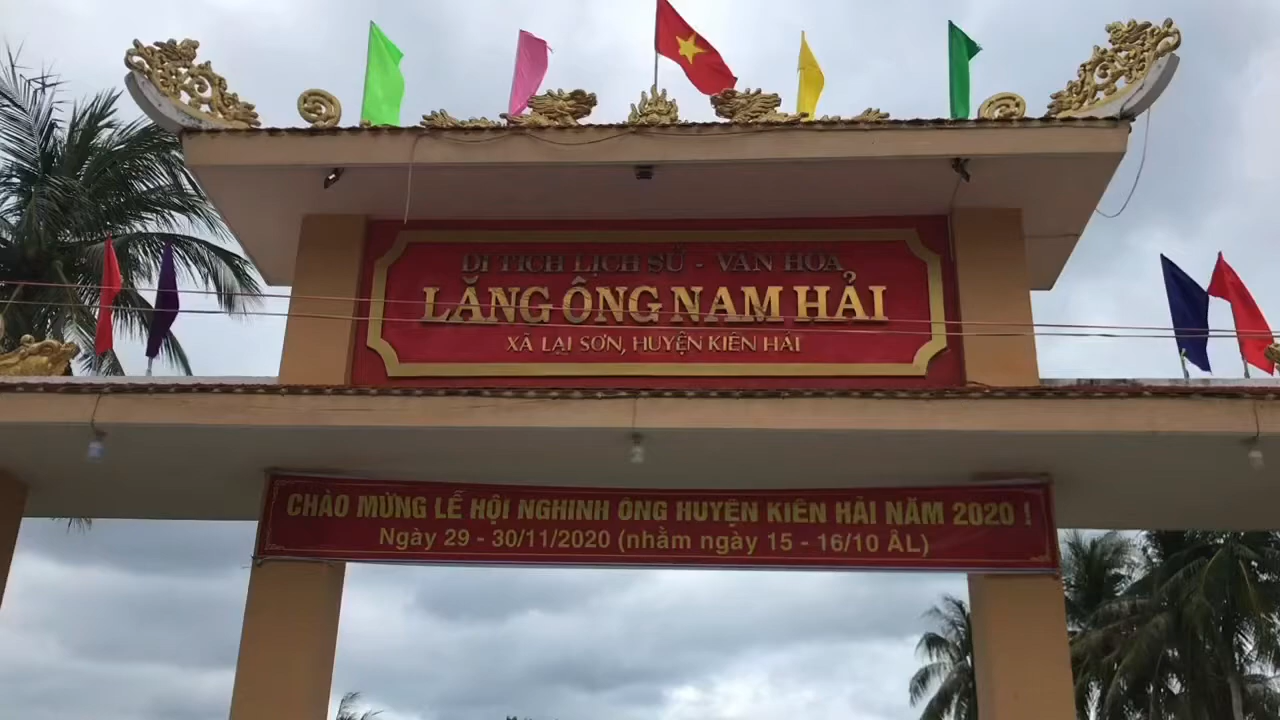 DI TÍCH LỊCH SỬ - VĂN HÓA
LĂNG ÔNG NAM HẢI
XÃ LẠI SƠN, HUYỆN KIÊN HẢI
CHÀO MỪNG LỄ HỘI NGHINH ÔNG HUYỆN KIÊN HẢI NĂM 2020 !
Ngày 29 - 30/11/2020 (nhằm ngày 15 - 16/10 ÂL)